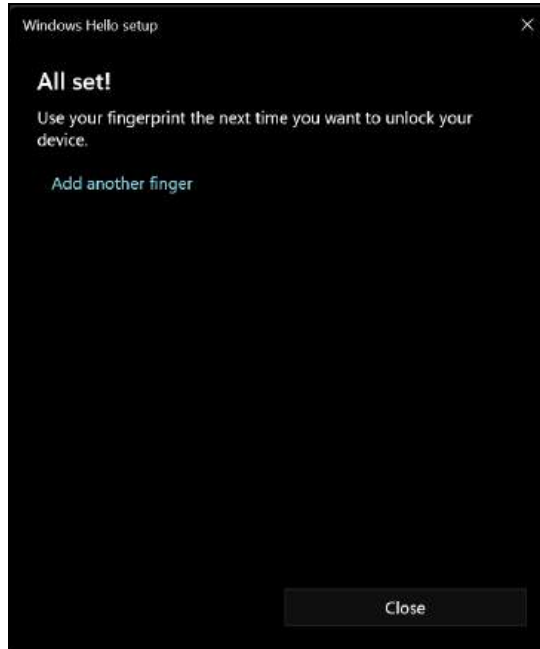 Windows Hello setup
All set!
Use your fingerprint the next time you want to unlock your
device.
Add another finger
Close